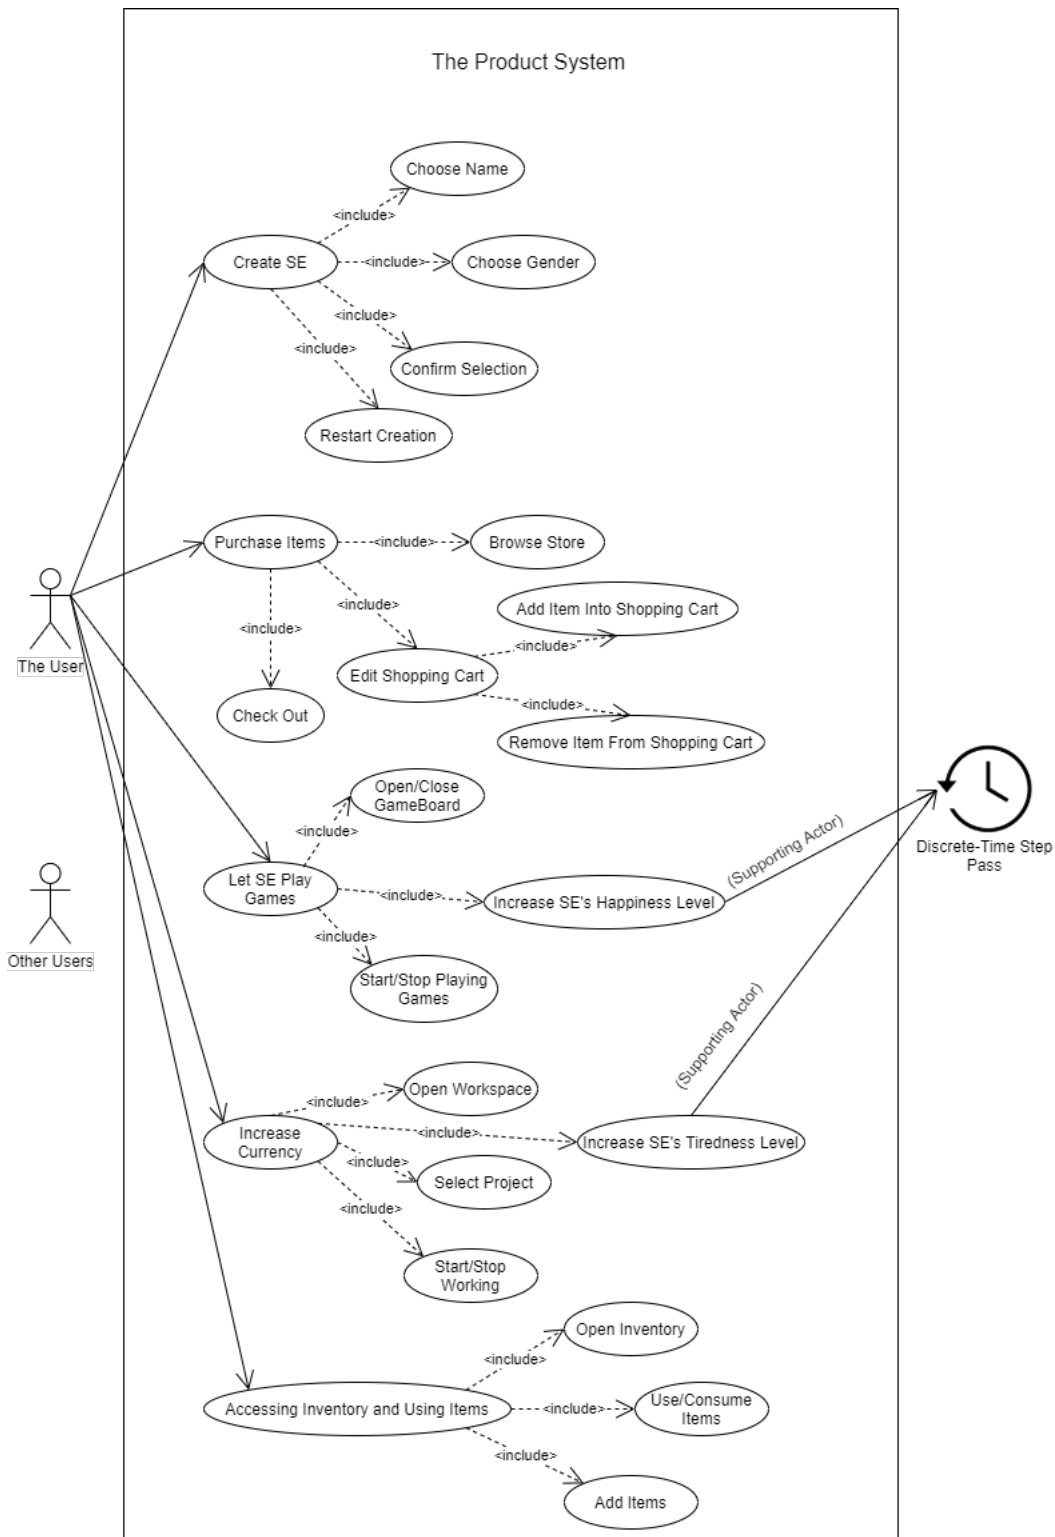 The Product System
Choose Name
<include>
Create SE
<include>
Choose Gender
<include>
<include>
Confirm Selection
Restart Creation
Purchase Items
<include>
Browse Store
<include>
Add Item Into Shopping Cart
<include>
<include>
The User
Edit Shopping Cart
<include>
Check Out
Remove Item From Shopping Cart
Open/Close
GameBoard
<include>
(Supporting Actor)
Discrete-Time Step
Pass
Let SE Play
Games
<include>
Increase SE's Happiness Level
<include>
Other Users
Start/Stop Playing
Games
(Supporting Actor)
Open Workspace
<include>
Increase
Currency
<include>
Increase SE's Tiredness Level
<include>
Select Project
<include>
Start/Stop
Working
Open Inventory
<include>
Accessing Inventory and Using Items
<include>
Use/Consume
Items
<include>
Add Items